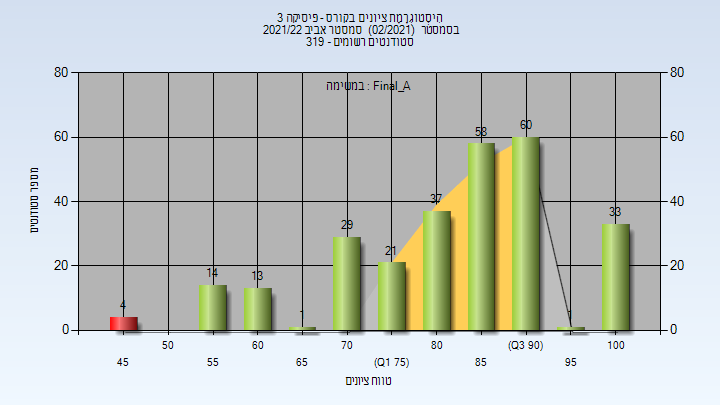 היסטוגרמת ציונים בקורס - פיסיקה 3
בסמסטר (02/2021) סמסטר אביב 2021/22
סטודנטים רשומים - 319
במשימה : Final_A
מספר סטודנטים
80 60 40 20 0
80 60 40 20 0
4 14 13 1 29 21 37 58 60 1 33
45 50 55 60 65 70 (Q1 75) 80 85 (Q3 90) 95 100
טווח ציונים